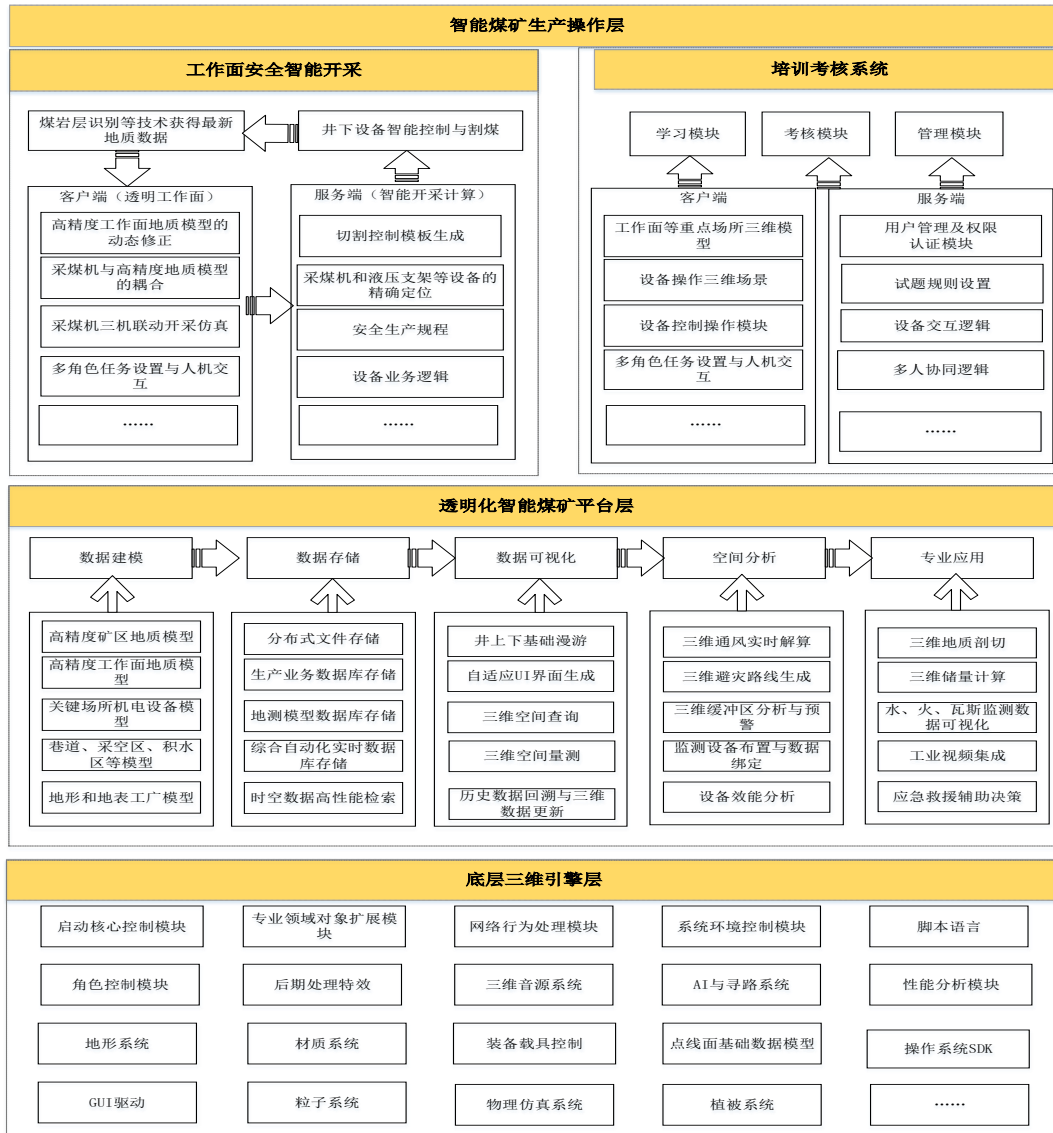 智能煤矿生产操作层
工作面安全智能开采
煤岩层识别等技术获得最新
地质数据
井下设备智能控制与割煤
客户端（透明工作面）
高精度工作面地质模型的
动态修正
采煤机与高精度地质模型
的耦合
采煤机三机联动开采仿真
多角色任务设置与人机交
互
……
服务端（智能开采计算）
切割控制模板生成
采煤机和液压支架等设备的
精确定位
安全生产规程
设备业务逻辑
……
培训考核系统
学习模块
考核模块
管理模块
客户端
工作面等重点场所三维模
型
设备操作三维场景
设备控制操作模块
多角色任务设置与人机交
互
……
服务端
用户管理及权限
认证模块
试题规则设置
设备交互逻辑
多人协同逻辑
……
透明化智能煤矿平台层
数据建模
数据存储
数据可视化
空间分析
专业应用
高精度矿区地质模型
高精度工作面地质模
型
关键场所机电设备模
型
巷道、采空区、积水
区等模型
地形和地表工广模型
分布式文件存储
生产业务数据库存储
地测模型数据库存储
综合自动化实时数据
库存储
时空数据高性能检索
井上下基础漫游
自适应UI界面生成
三维空间查询
三维空间量测
历史数据回溯与三维
数据更新
三维通风实时解算
三维避灾路线生成
三维缓冲区分析与预
警
监测设备布置与数据
绑定
设备效能分析
三维地质剖切
三维储量计算
水、火、瓦斯监测数
据可视化
工业视频集成
应急救援辅助决策
底层三维引擎层
启动核心控制模块
专业领域对象扩展模
块
网络行为处理模块
系统环境控制模块
脚本语言
角色控制模块
后期处理特效
三维音源系统
AI与寻路系统
性能分析模块
地形系统
材质系统
装备载具控制
点线面基础数据模型
操作系统SDK
GUI驱动
粒子系统
物理仿真系统
植被系统
……